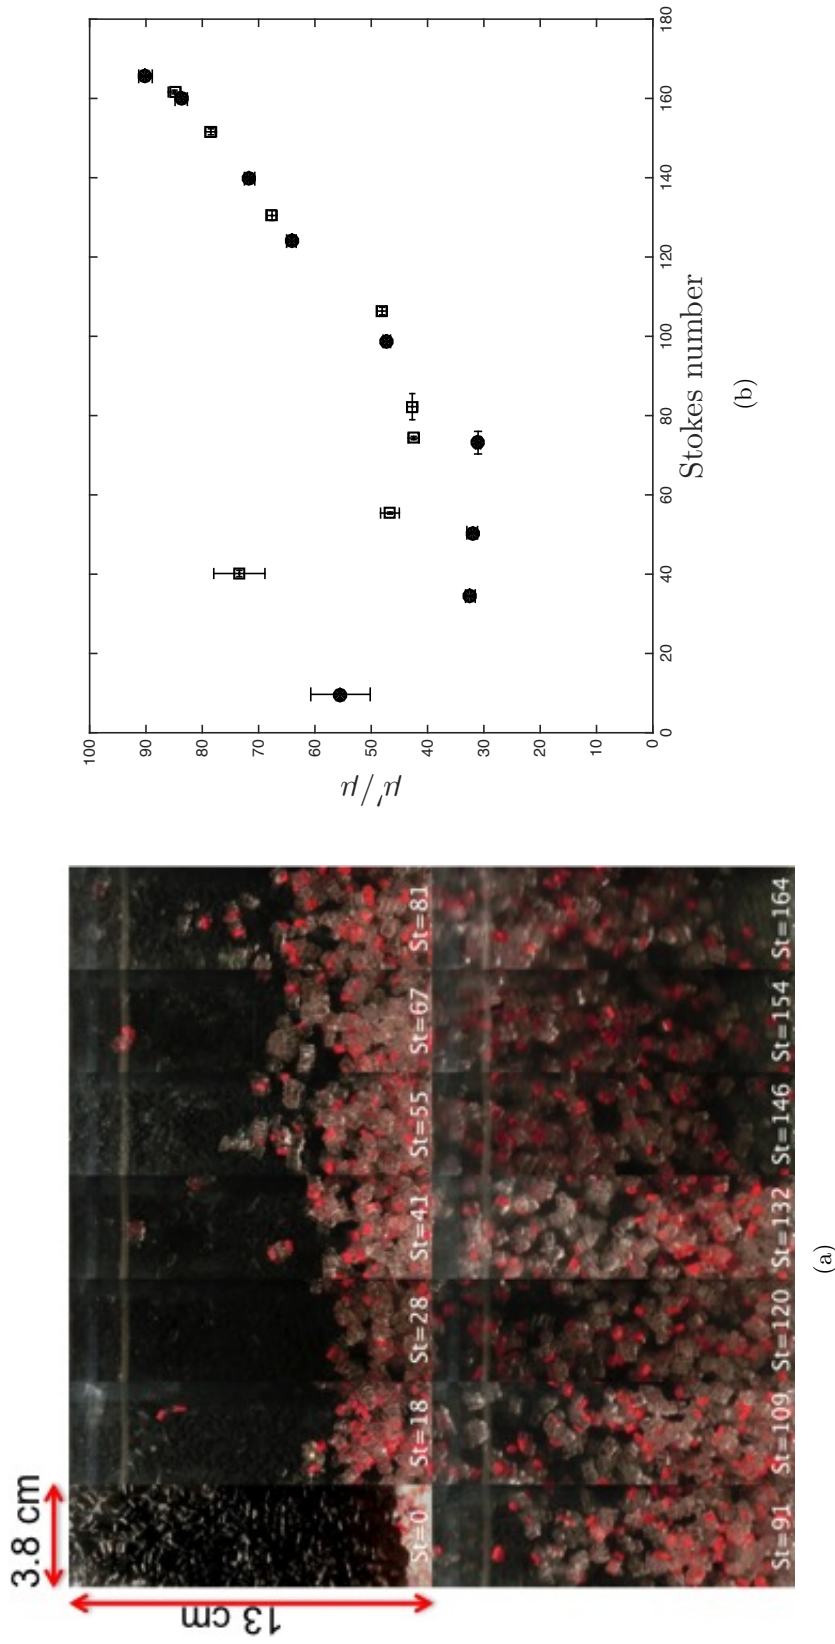 3.8 cm
13 cm
St=0 St=18 St=28 St=41 St=55 St=67 St=81
St=91 St=109 St=120 St=132 St=146 St=154 St=164
(a)
100
90
80
70
60
50
40
30
20
10
0
μ′/μ
0 20 40 60 80 100 120 140 160 180
Stokes number
(b)